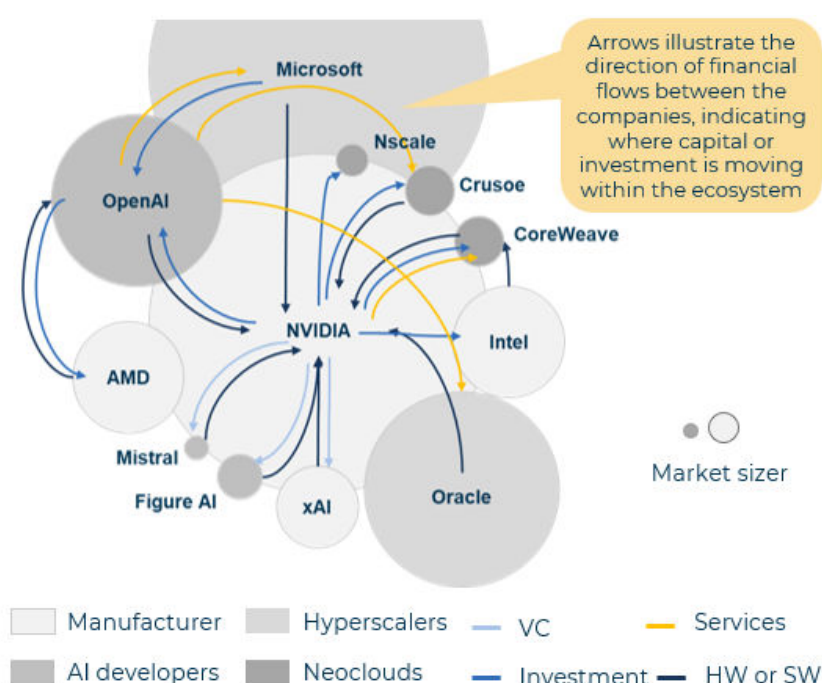 Microsoft
Arrows illustrate the
direction of financial
flows between the
companies, indicating
where capital or
investment is moving
within the ecosystem
Nscale
Crusoe
OpenAI
CoreWeave
NVIDIA
Intel
AMD
Mistral
Figure AI
xAI
Oracle
Market sizer
Manufacturer
Hyperscalers
VC
Services
AI developers
Neoclouds
Investment
HW or SW